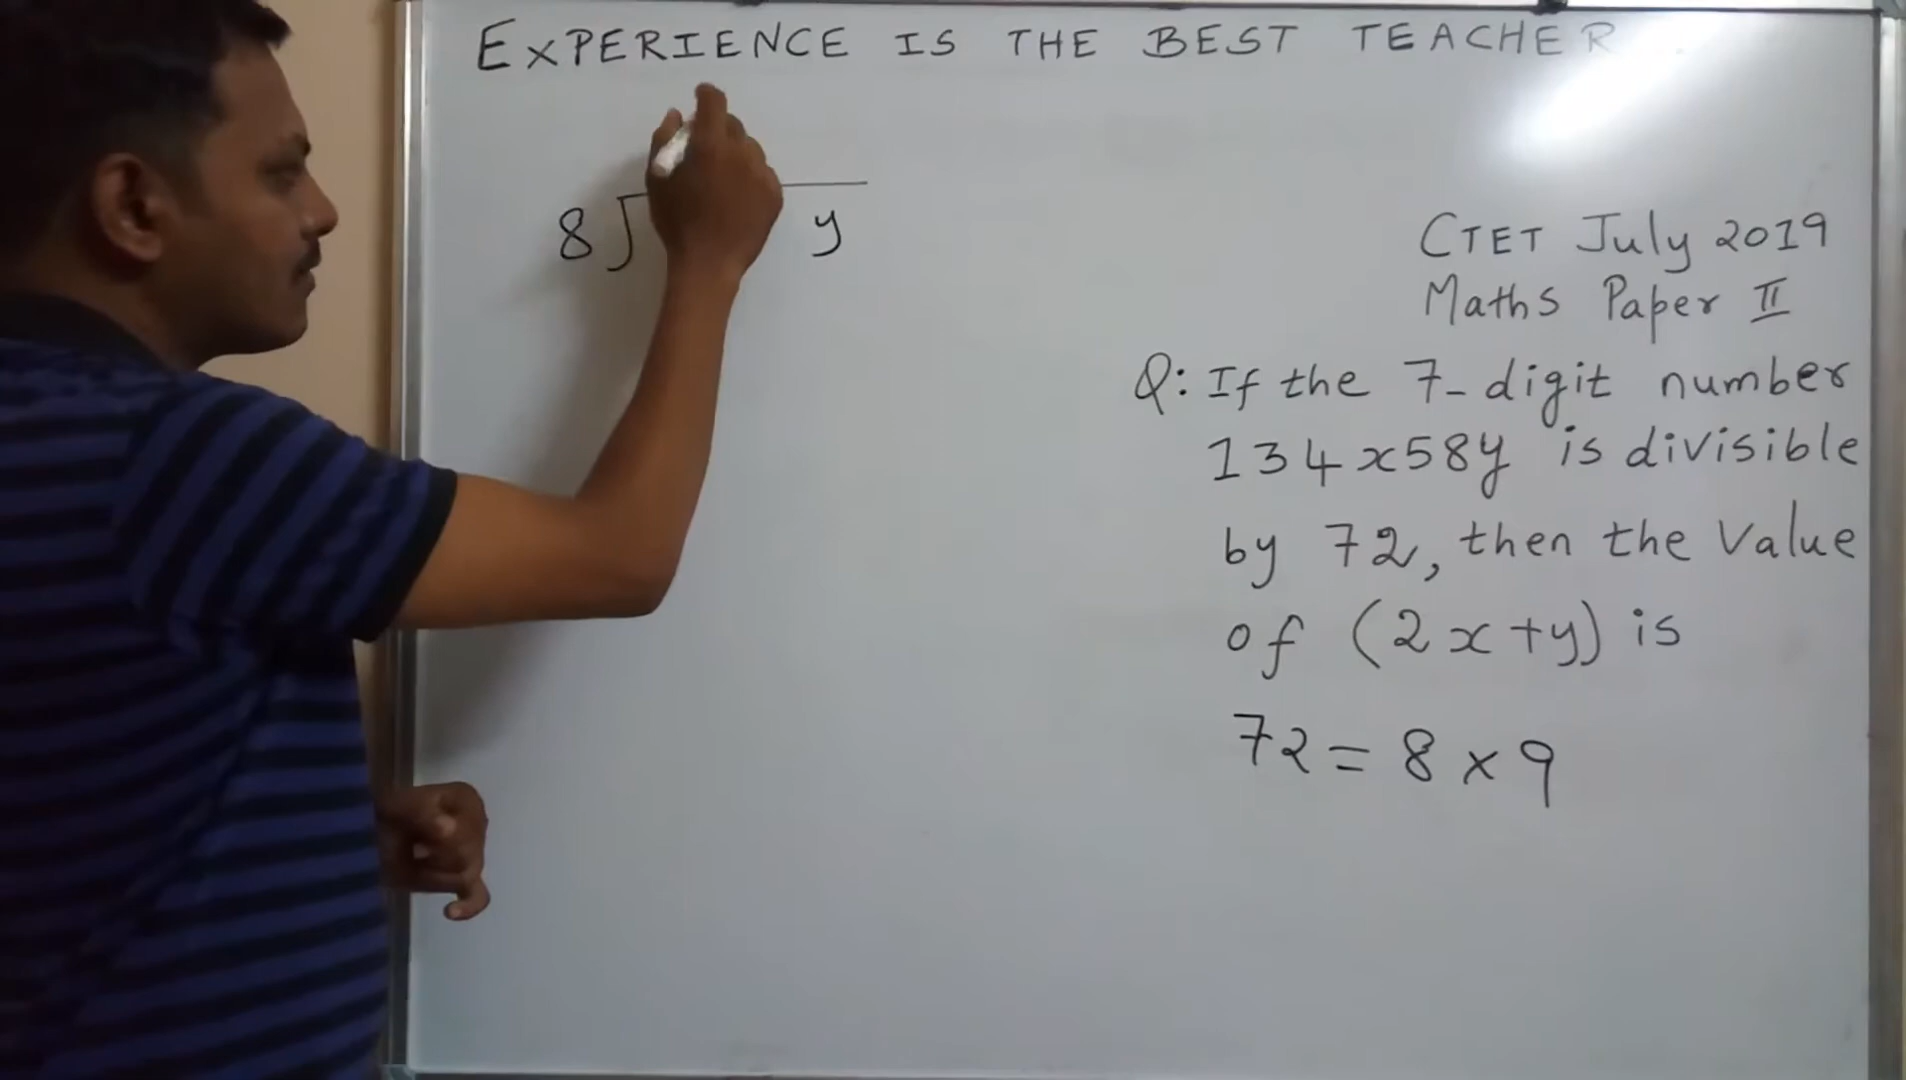 EXPERIENCE IS THE BEST TEACHER
8 y
CTET July 2019
Maths Paper II
Q: If the 7-digit number
134x58y is divisible
by 72, then the Value
of (2x+y) is
72 = 8 x 9